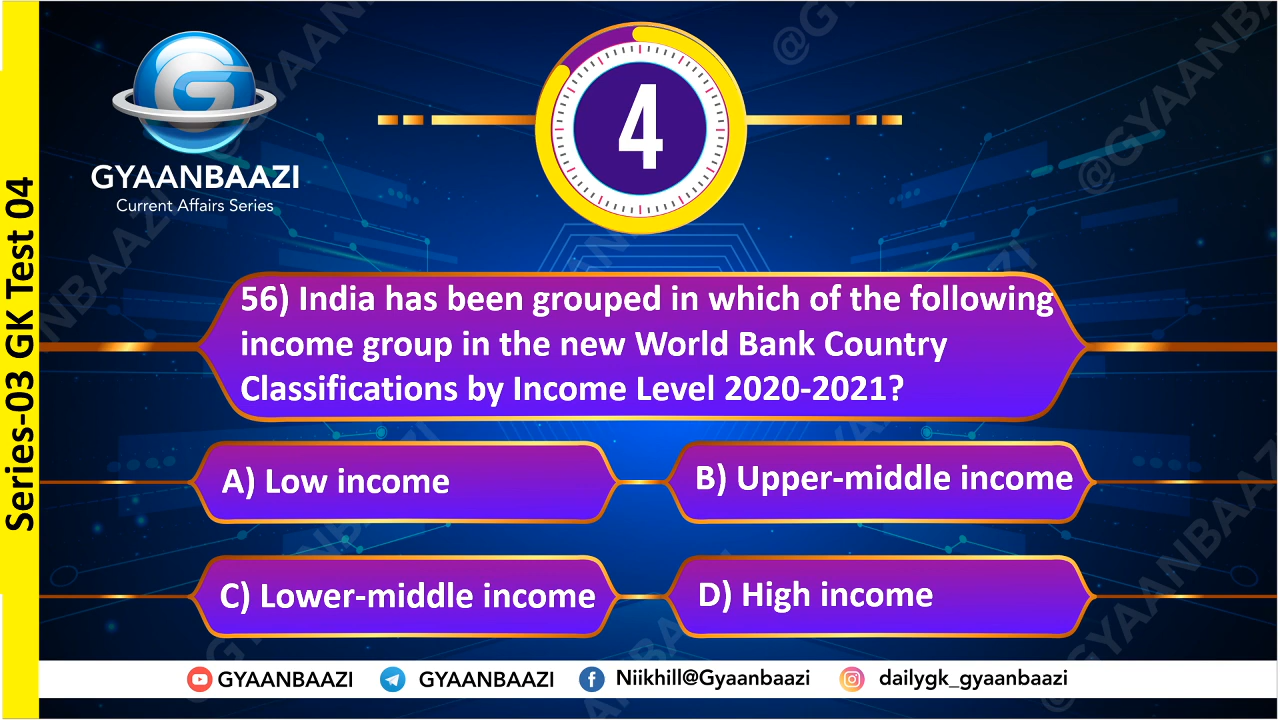 Series-03 GK Test 04
G
GYAANBAAZI
Current Affairs Series
4
56) India has been grouped in which of the following
income group in the new World Bank Country
Classifications by Income Level 2020-2021?
A) Low income
B) Upper-middle income
C) Lower-middle income
D) High income
GYAANBAAZI GYAANBAAZI Niikhill@Gyaanbaazi dailygk_gyaanbaazi
@GYAANBAAZI